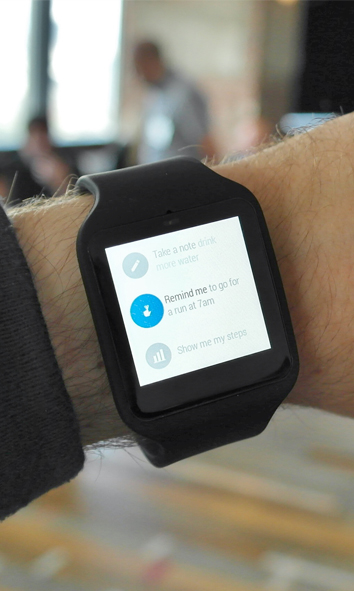 Take a note drink
more water
Remind me to go for
a run at 7am
Show me my steps